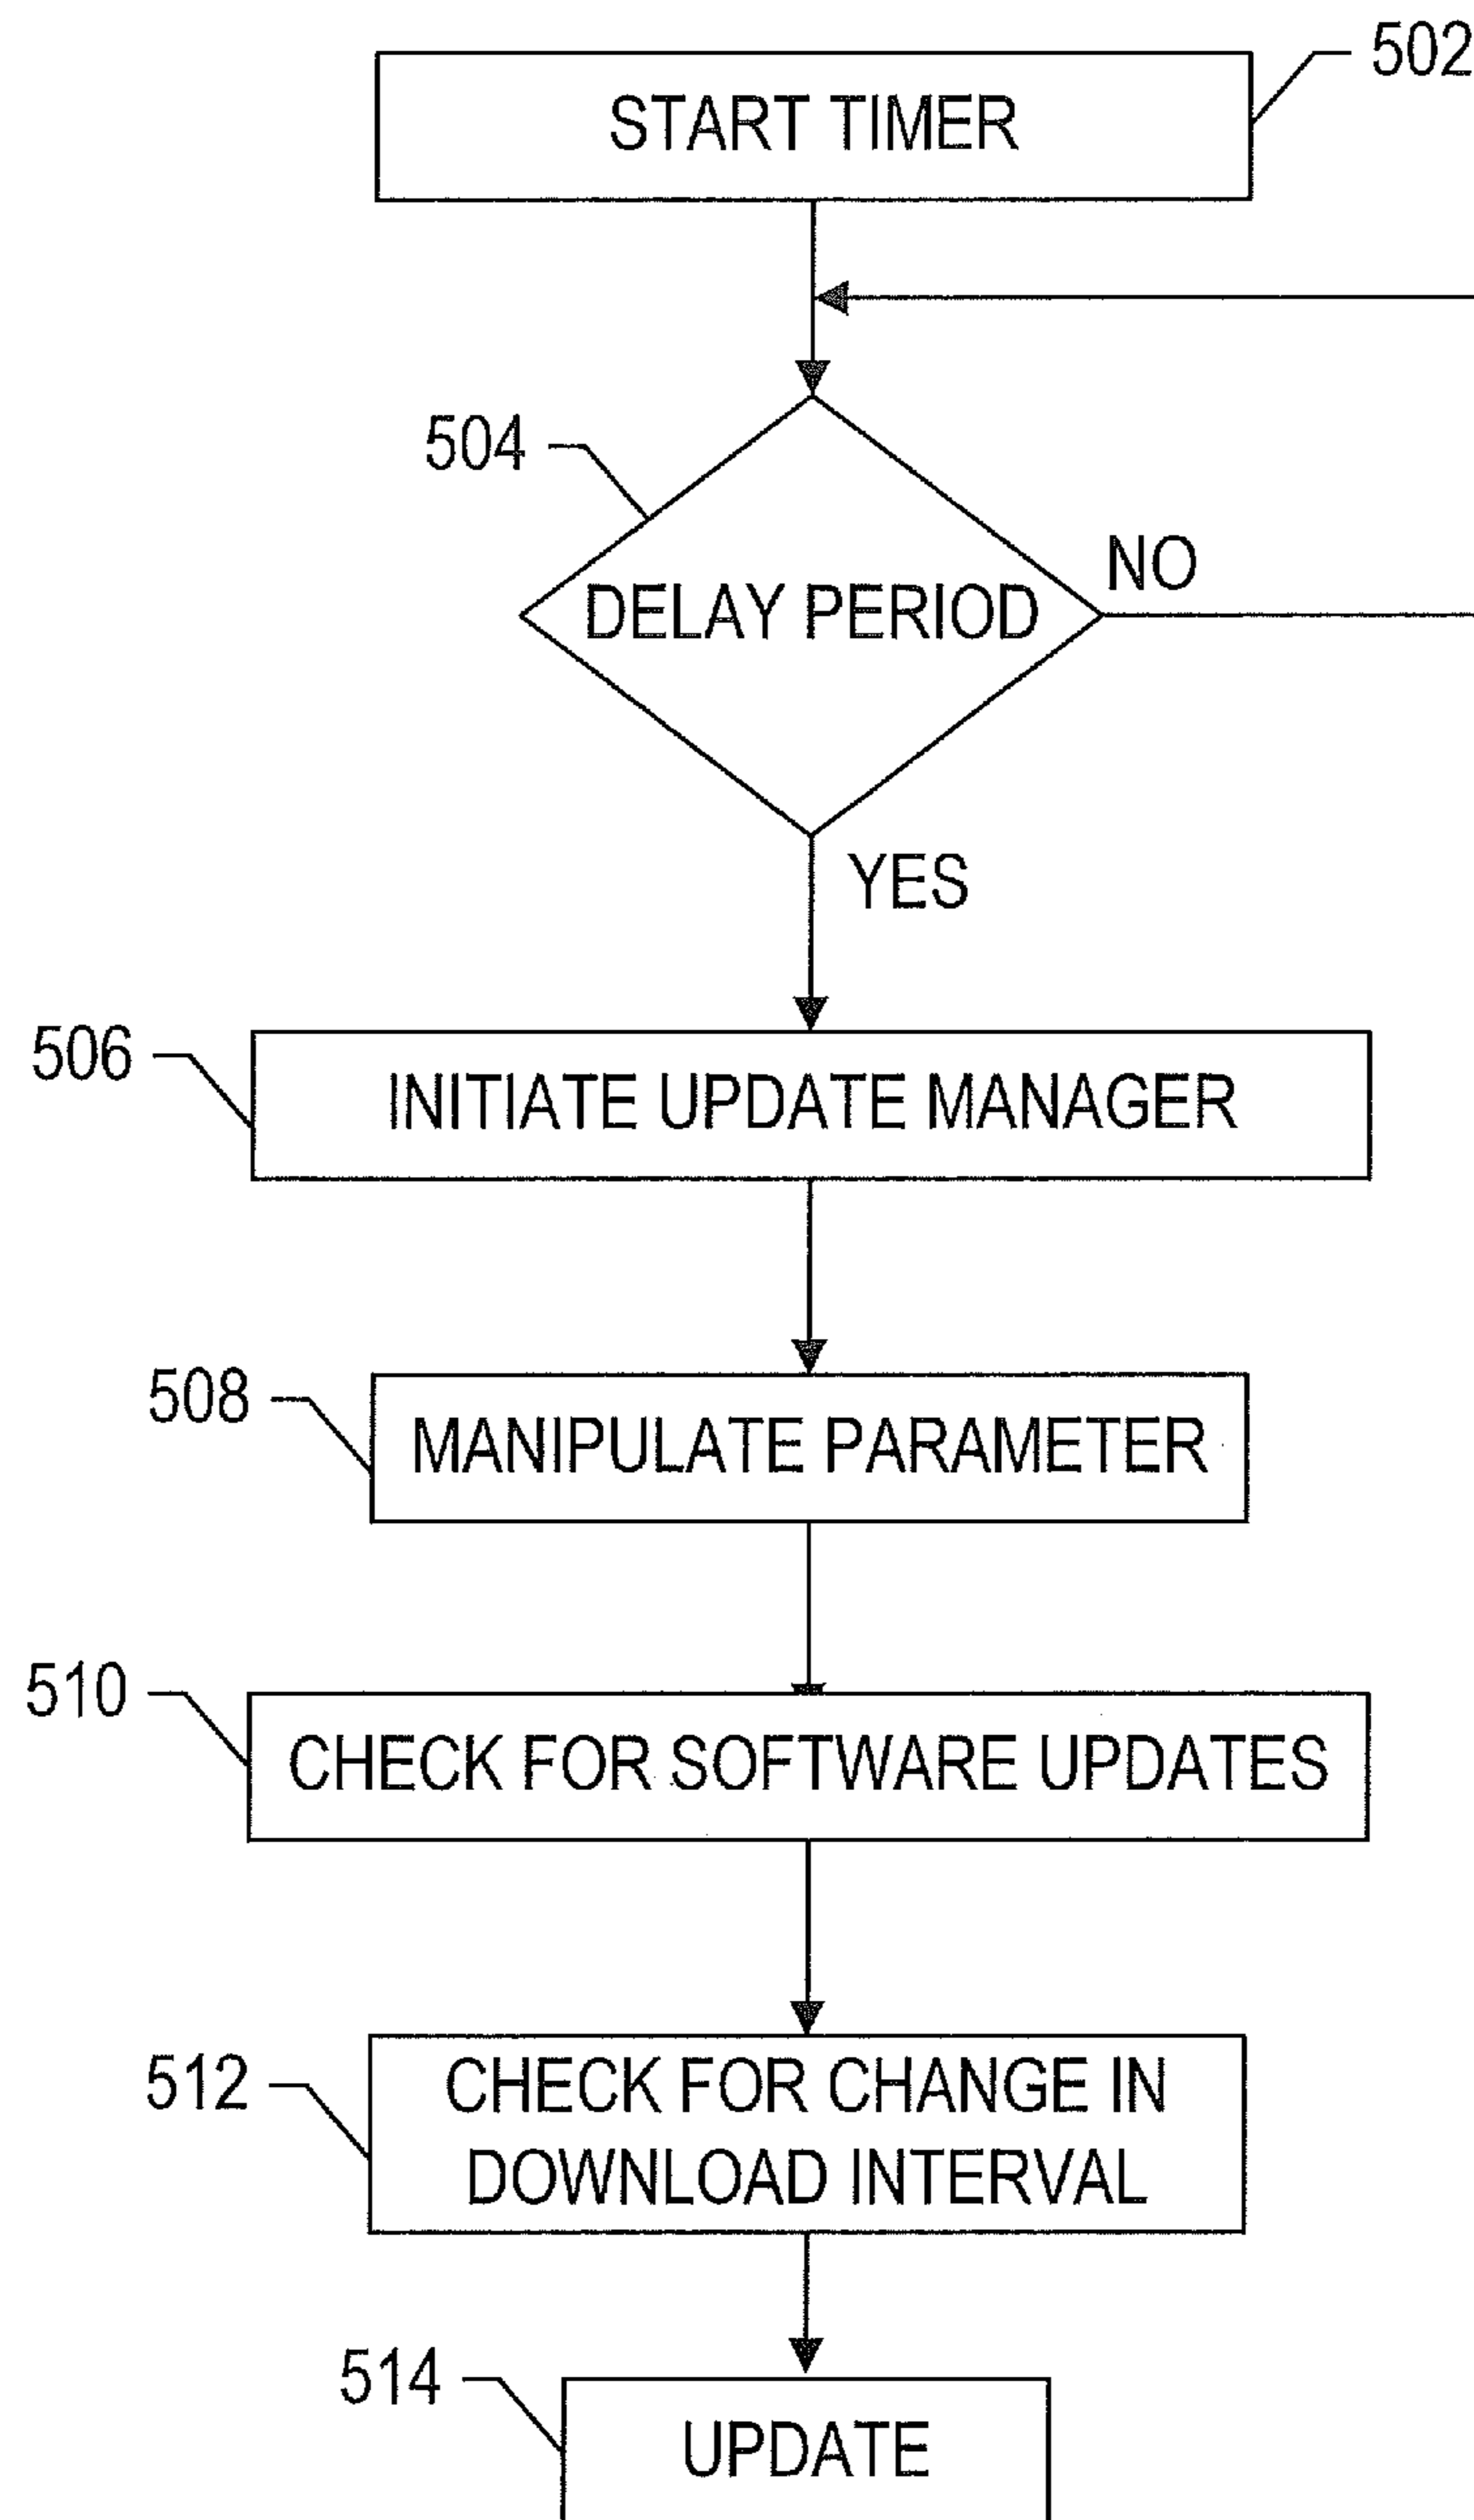 502
START TIMER
504
DELAY PERIOD
NO
YES
506
INITIATE UPDATE MANAGER
508
MANIPULATE PARAMETER
510
CHECK FOR SOFTWARE UPDATES
512
CHECK FOR CHANGE IN
DOWNLOAD INTERVAL
514
UPDATE